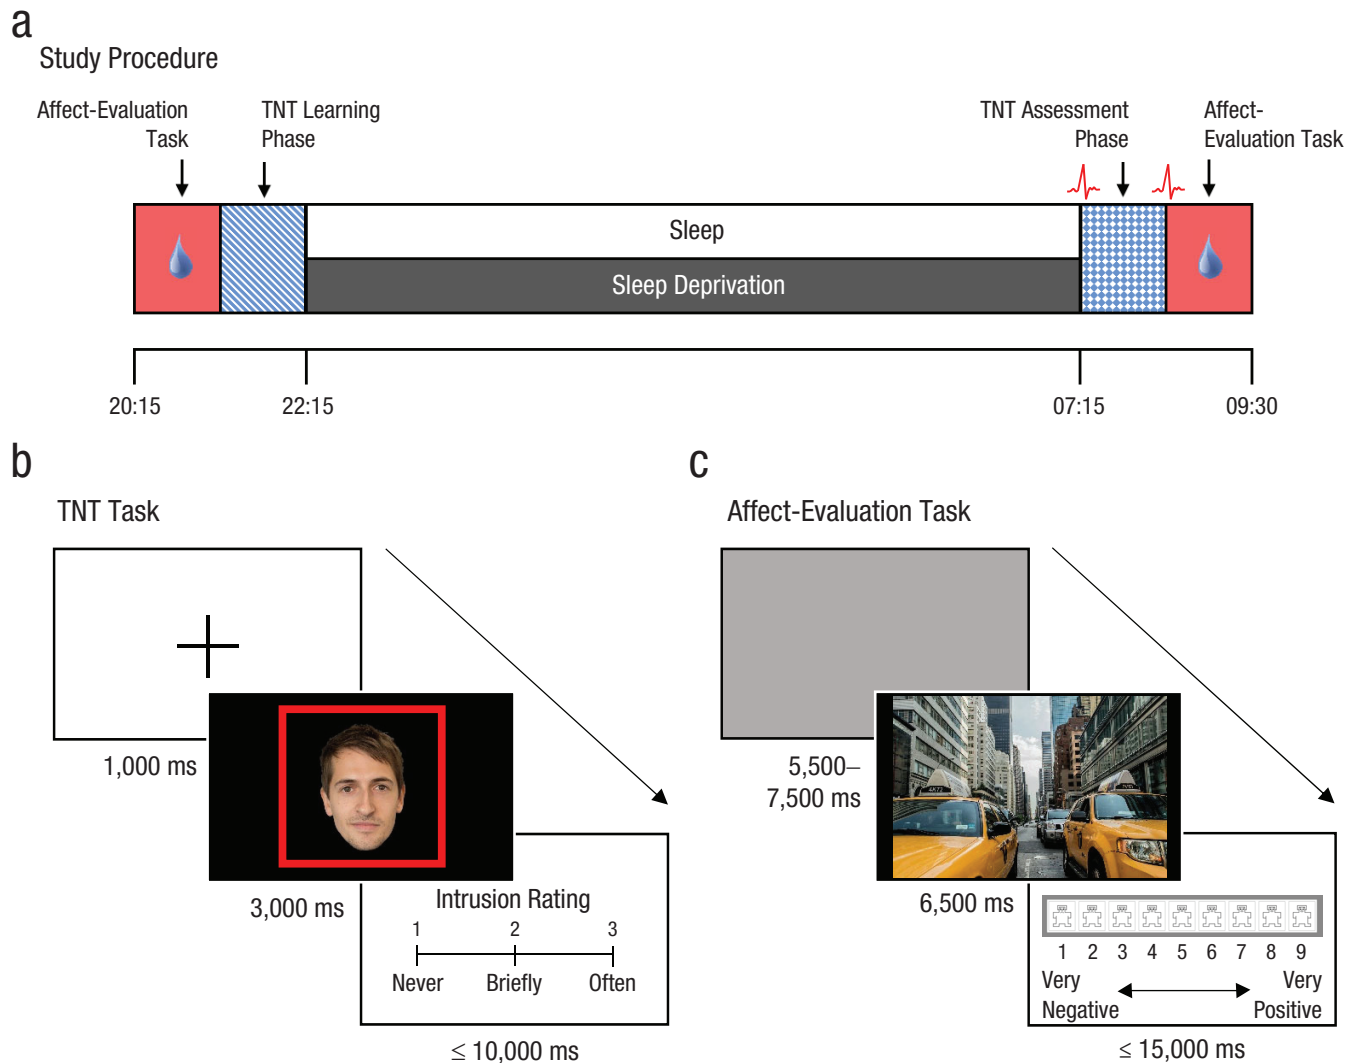 a
Study Procedure
Affect-Evaluation
Task
TNT Learning
Phase
TNT Assessment
Phase
Affect-
Evaluation Task
Sleep
Sleep Deprivation
20:15
22:15
07:15
09:30
b
TNT Task
1,000 ms
3,000 ms
Intrusion Rating
1 2 3
Never Briefly Often
≤ 10,000 ms
c
Affect-Evaluation Task
5,500–
7,500 ms
6,500 ms
1 2 3 4 5 6 7 8 9
Very Very
Negative Positive
≤ 15,000 ms